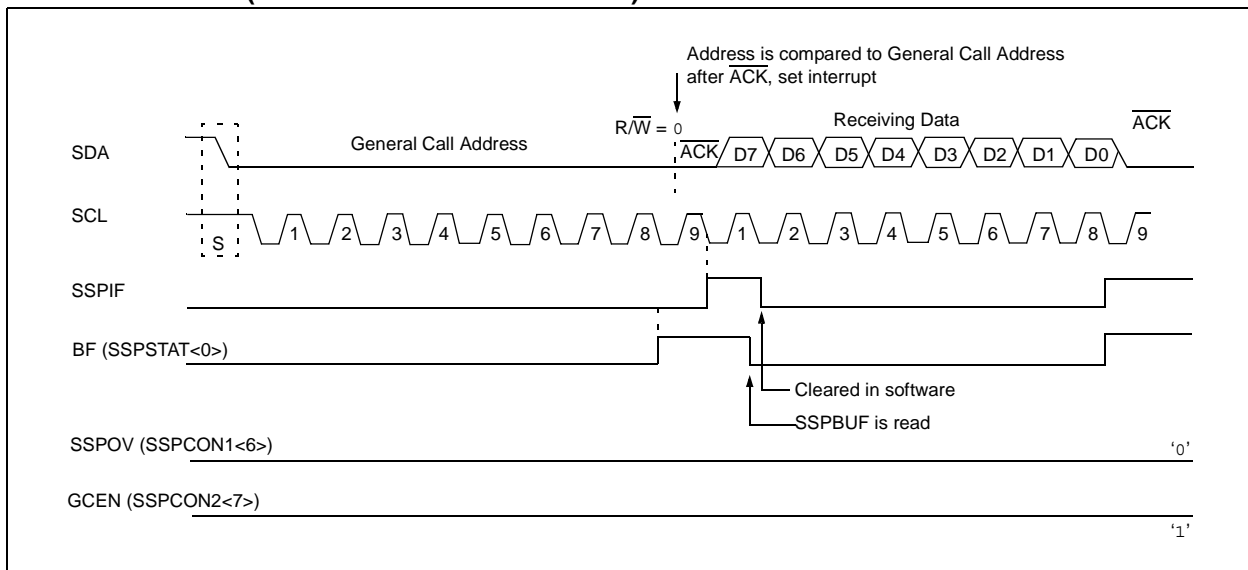 Address is compared to General Call Address
after ACK, set interrupt
R/W = 0
Receiving Data
ACK
General Call Address
SDA
ACK
D7 D6 D5 D4 D3 D2 D1 D0
SCL
S
1 2 3 4 5 6 7 8 9 1 2 3 4 5 6 7 8 9
SSPIF
BF (SSPSTAT<0>)
Cleared in software
SSPBUF is read
SSPOV (SSPCON1<6>)
‘0’
GCEN (SSPCON2<7>)
‘1’